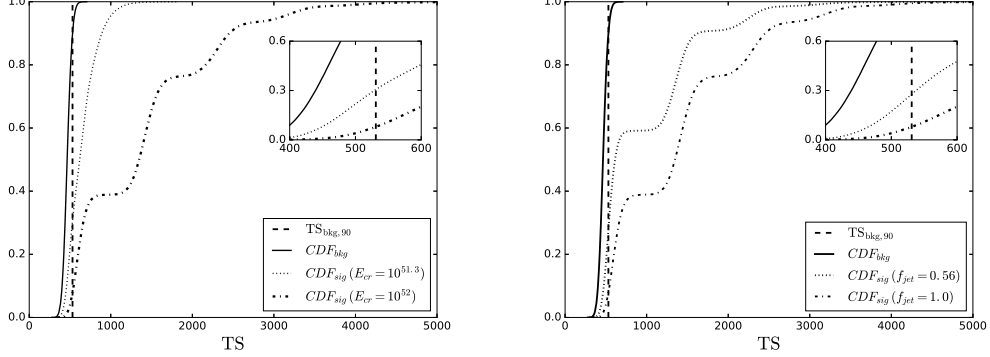 1.0
0.8
0.6
0.4
0.2
0.0
0 1000 2000 3000 4000 5000
TS
0.6
0.3
0.0
400 500 600
TS_bkg,90
CDF_bkg
CDF_sig (E_cr = 10^51.3)
CDF_sig (E_cr = 10^52)
1.0
0.8
0.6
0.4
0.2
0.0
0 1000 2000 3000 4000 5000
TS
0.6
0.3
0.0
400 500 600
TS_bkg,90
CDF_bkg
CDF_sig (f_jet = 0.56)
CDF_sig (f_jet = 1.0)